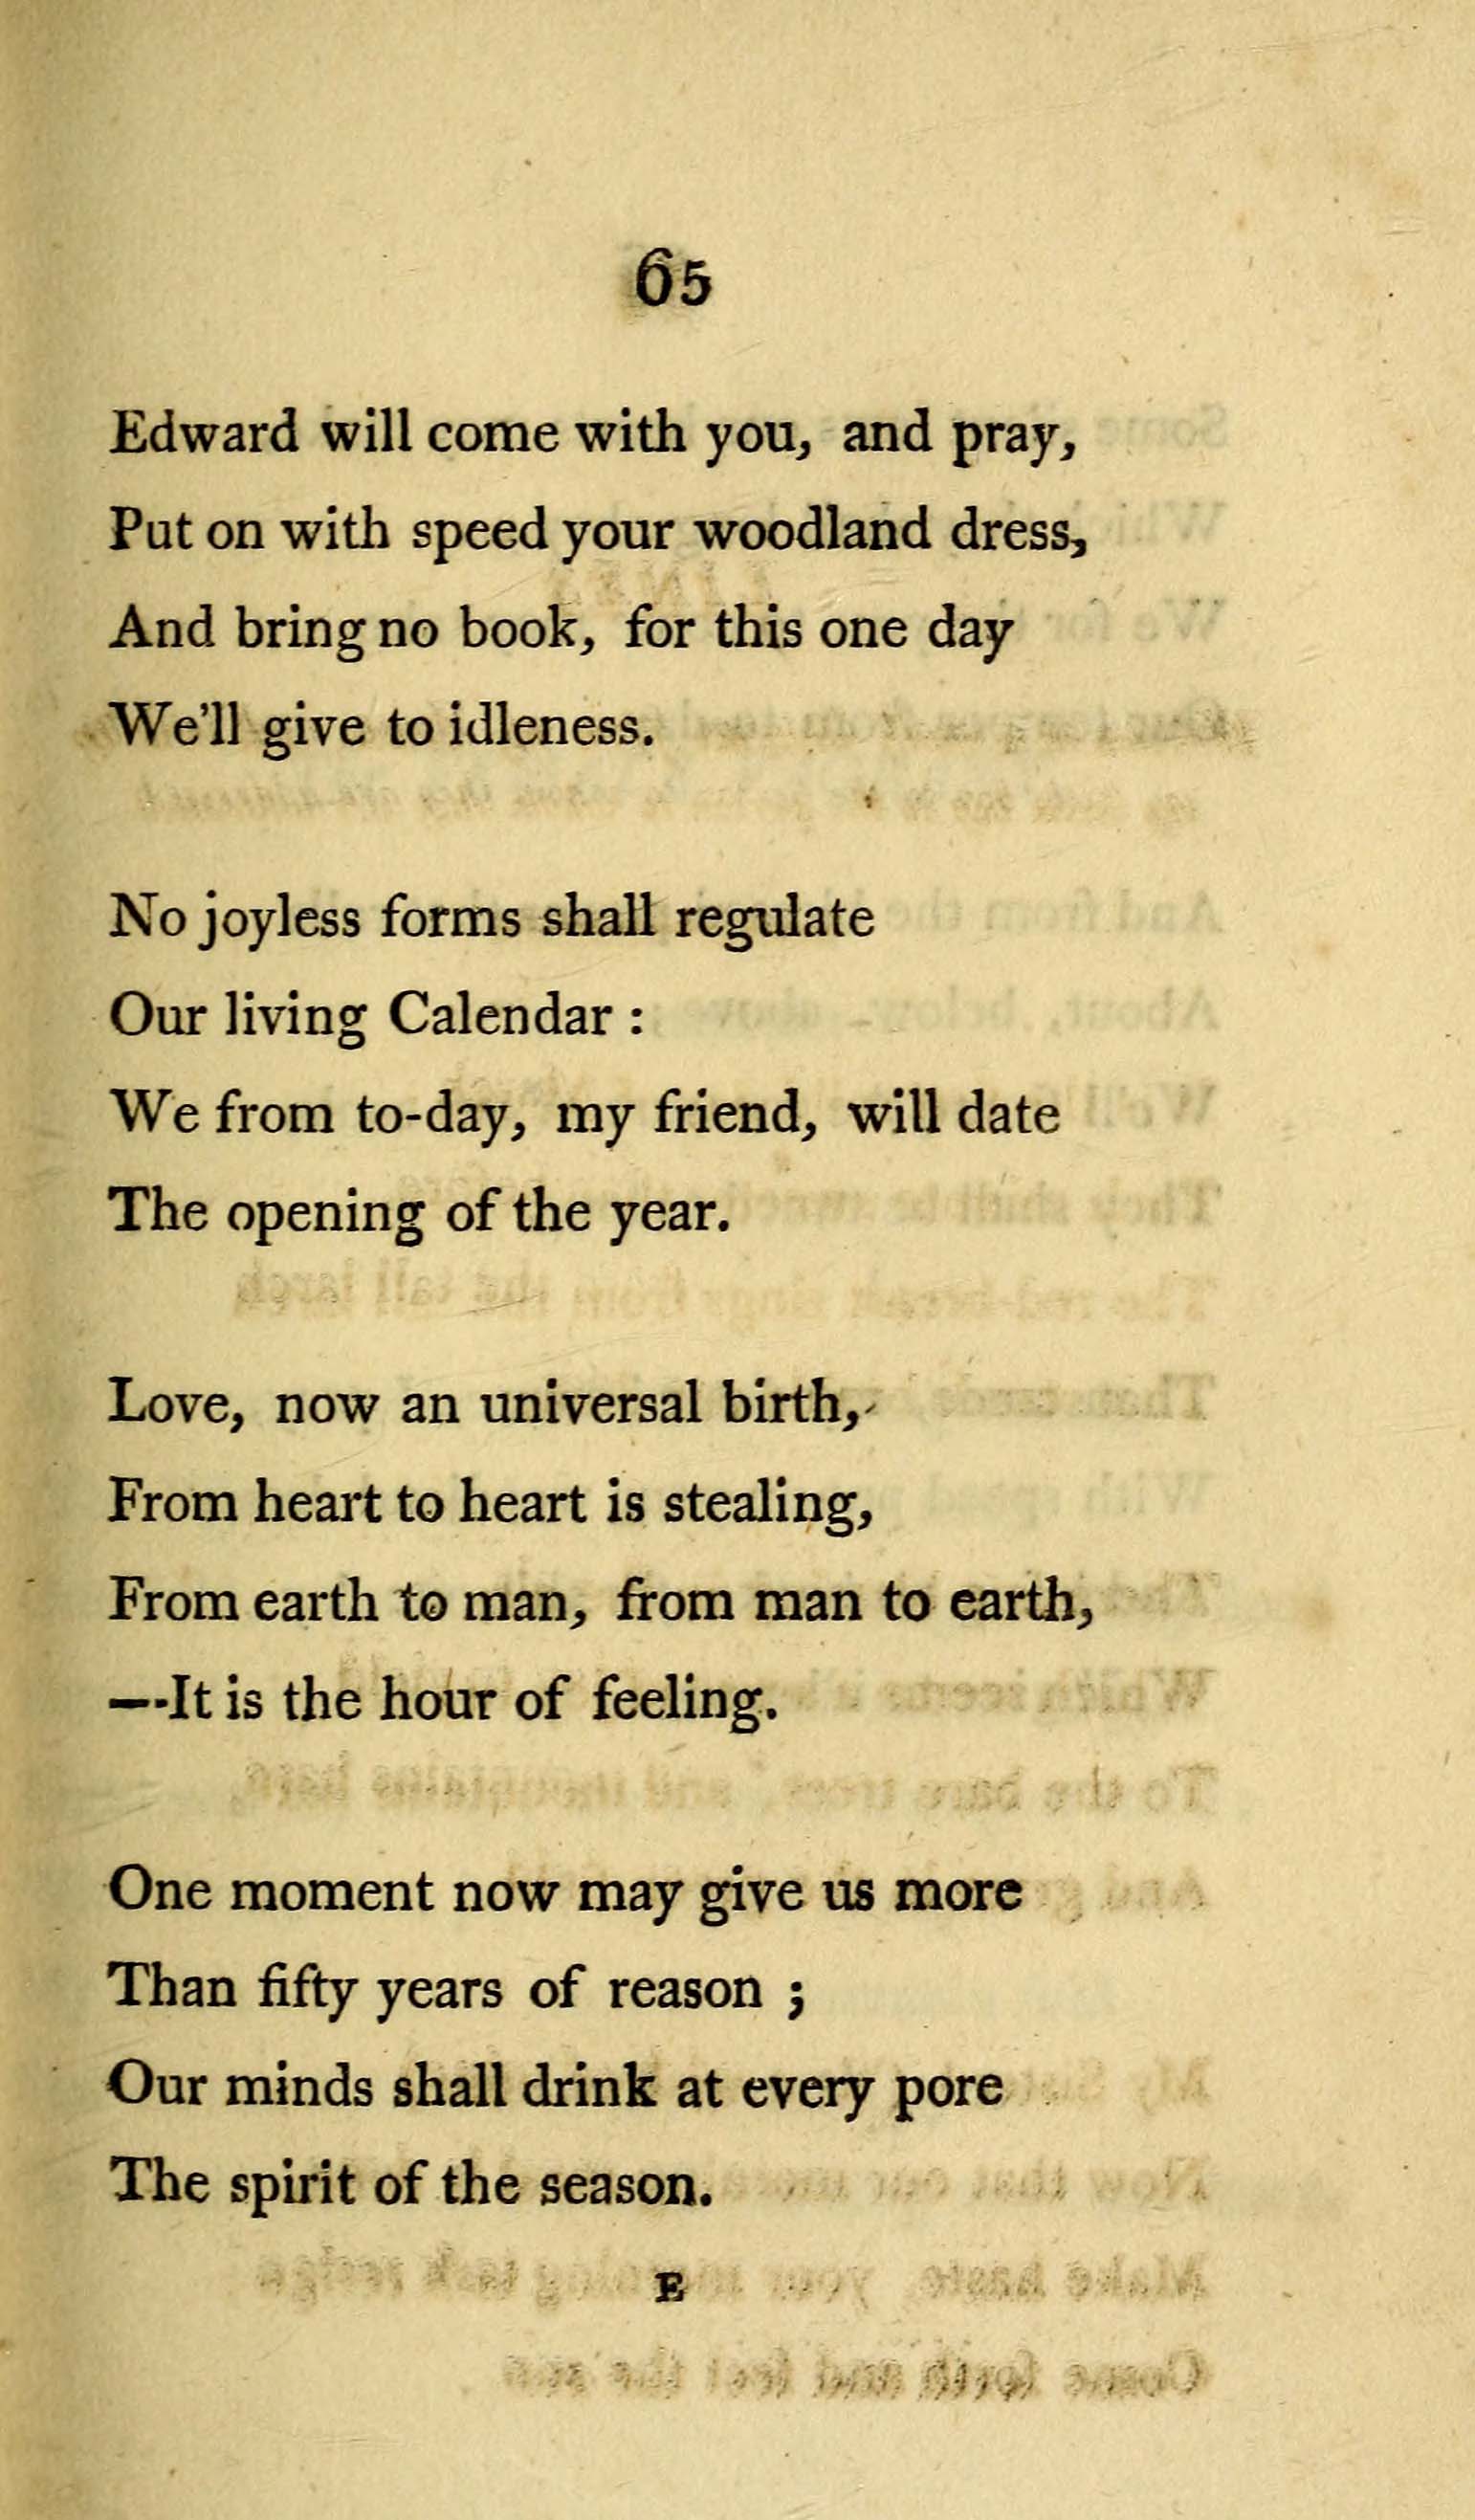 65
Edward will come with you, and pray,
Put on with speed your woodland dress,
And bring no book, for this one day
We'll give to idleness.
No joyless forms shall regulate
Our living Calendar :
We from to-day, my friend, will date
The opening of the year.
Love, now an universal birth,
From heart to heart is stealing,
From earth to man, from man to earth,
—It is the hour of feeling.
One moment now may give us more
Than fifty years of reason ;
Our minds shall drink at every pore
The spirit of the season.
E